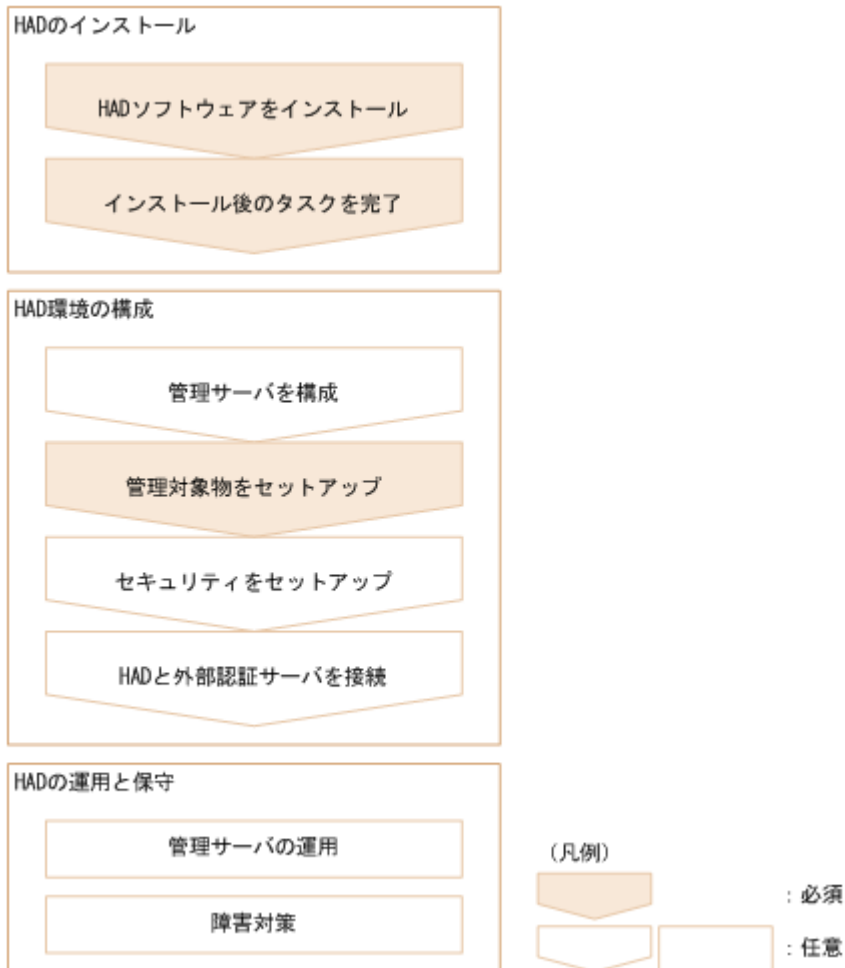 HADのインストール
HADソフトウェアをインストール
インストール後のタスクを完了
HAD環境の構成
管理サーバを構成
管理対象物をセットアップ
セキュリティをセットアップ
HADと外部認証サーバを接続
HADの運用と保守
管理サーバの運用
障害対策
(凡例)
:必須
:任意